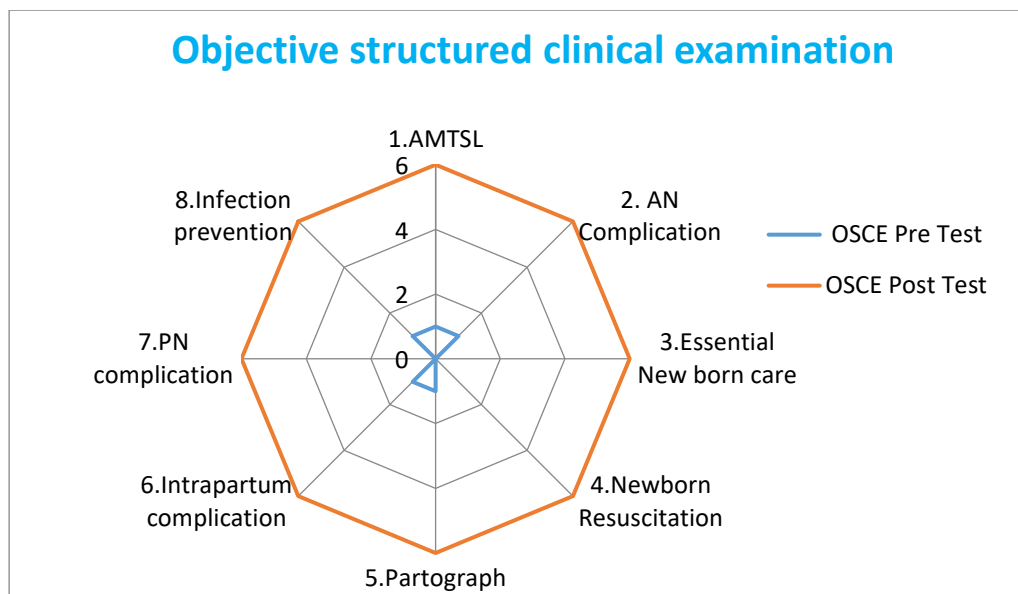 Objective structured clinical examination
1.AMTSL
6
4
2
0
2. AN
Complication
3.Essential
New born care
4.Newborn
Resuscitation
5.Partograph
6.Intrapartum
complication
7.PN
complication
8.Infection
prevention
OSCE Pre Test
OSCE Post Test